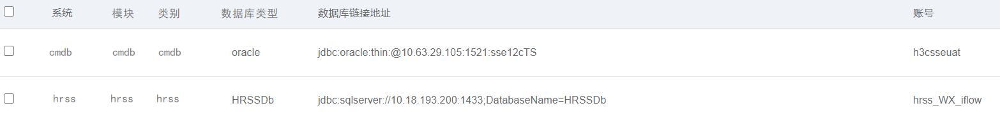 系统 模块 类别 数据库类型 数据库链接地址 账号
cmdb cmdb cmdb oracle jdbc:oracle:thin:@10.63.29.105:1521:sse12cTS h3csseuat
hrss hrss hrss HRSSDb jdbc:sqlserver://10.18.193.200:1433;DatabaseName=HRSSDb hrss_WX_iflow